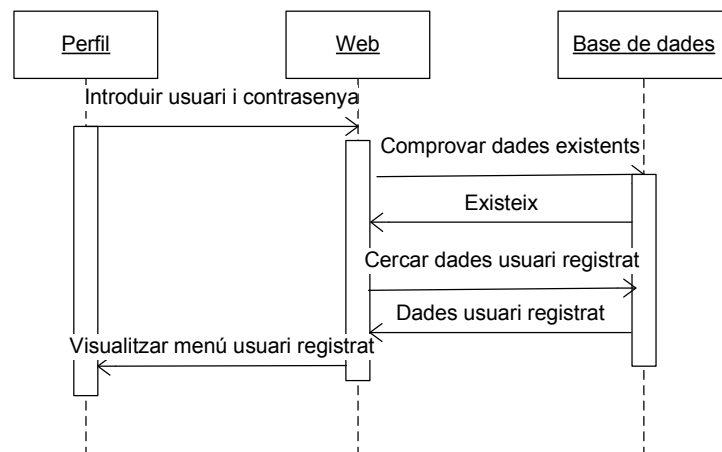 Perfil
Web
Base de dades
Introduir usuari i contrasenya
Comprovar dades existents
Existeix
Cercar dades usuari registrat
Dades usuari registrat
Visualitzar menú usuari registrat